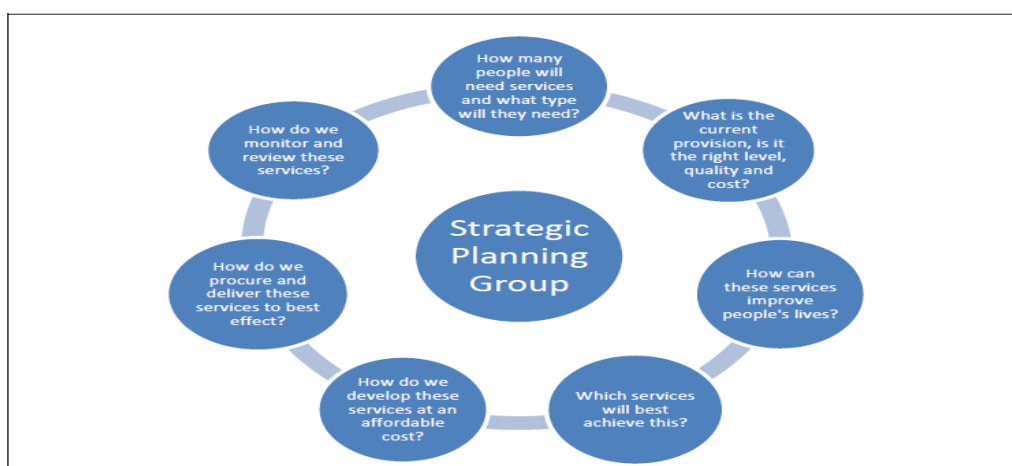 How many
people will
need services
and what type
will they need?
What is the
current
provision, is it
the right level,
quality and
cost?
How can
these services
improve
people's lives?
Which services
will best
achieve this?
How do we
develop these
services at an
affordable
cost?
How do we
procure and
deliver these
services to best
effect?
How do we
monitor and
review these
services?
Strategic
Planning
Group